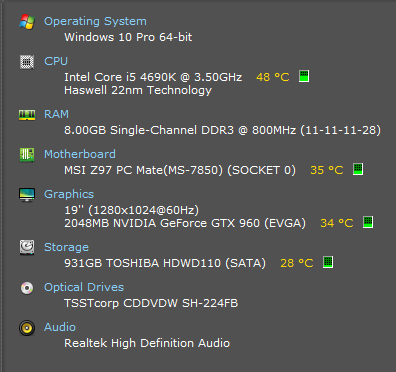 Operating System
Windows 10 Pro 64-bit
CPU
Intel Core i5 4690K @ 3.50GHz 48 °C
Haswell 22nm Technology
RAM
8.00GB Single-Channel DDR3 @ 800MHz (11-11-11-28)
Motherboard
MSI Z97 PC Mate(MS-7850) (SOCKET 0) 35 °C
Graphics
19" (1280x1024@60Hz)
2048MB NVIDIA GeForce GTX 960 (EVGA) 34 °C
Storage
931GB TOSHIBA HDWD110 (SATA) 28 °C
Optical Drives
TSSTcorp CDDVDW SH-224FB
Audio
Realtek High Definition Audio